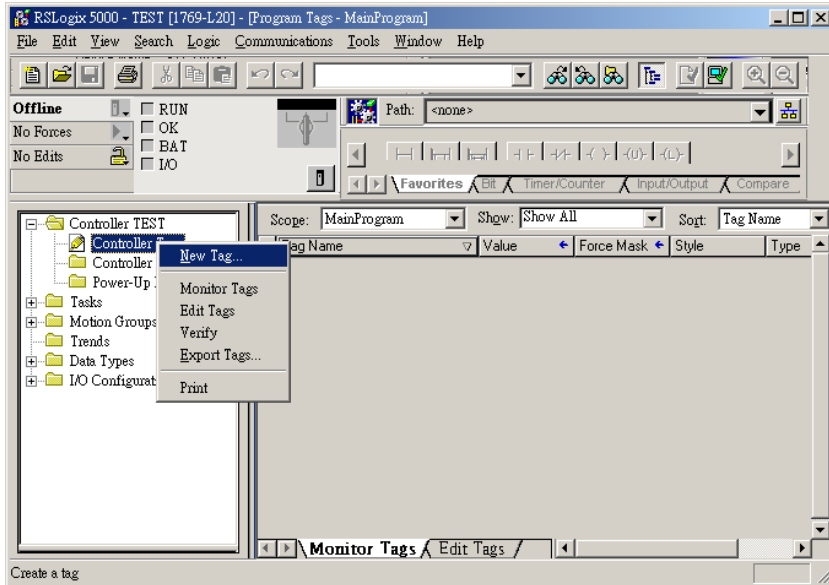 RSLogix 5000 - TEST [1769-L20] - [Program Tags - MainProgram]
File Edit View Search Logic Communications Tools Window Help
Offline
RUN
No Forces
OK
No Edits
BAT
I/O
Path: <none>
Favorites Bit Timer/Counter Input/Output Compare
Controller TEST
Controller
Controller
Power-Up
Tasks
Motion Groups
Trends
Data Types
I/O Configurat
New Tag...
Monitor Tags
Edit Tags
Verify
Export Tags...
Print
Scope: MainProgram Show: Show All Sort: Tag Name
Tag Name Value Force Mask Style Type
Monitor Tags Edit Tags
Create a tag